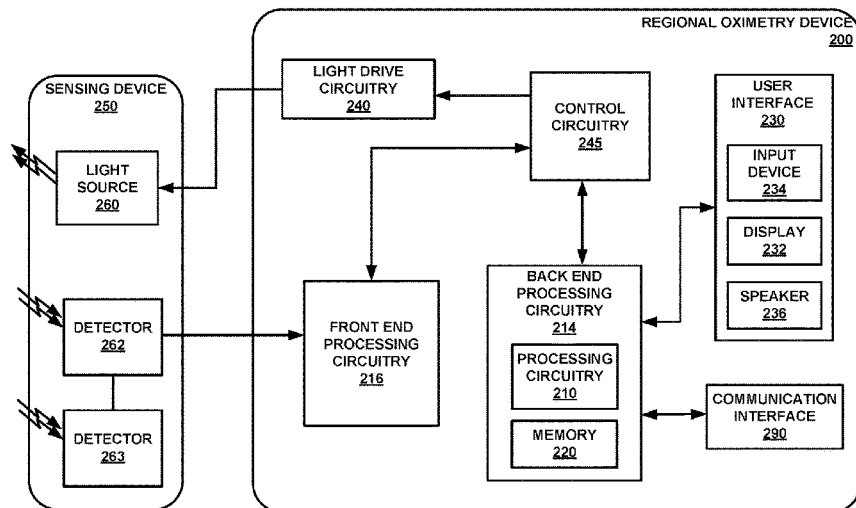 REGIONAL OXIMETRY DEVICE
200
SENSING DEVICE
250
LIGHT
SOURCE
260
DETECTOR
262
DETECTOR
263
LIGHT DRIVE
CIRCUITRY
240
CONTROL
CIRCUITRY
245
FRONT END
PROCESSING
CIRCUITRY
216
BACK END
PROCESSING
CIRCUITRY
214
PROCESSING
CIRCUITRY
210
MEMORY
220
USER
INTERFACE
230
INPUT
DEVICE
234
DISPLAY
232
SPEAKER
236
COMMUNICATION
INTERFACE
290